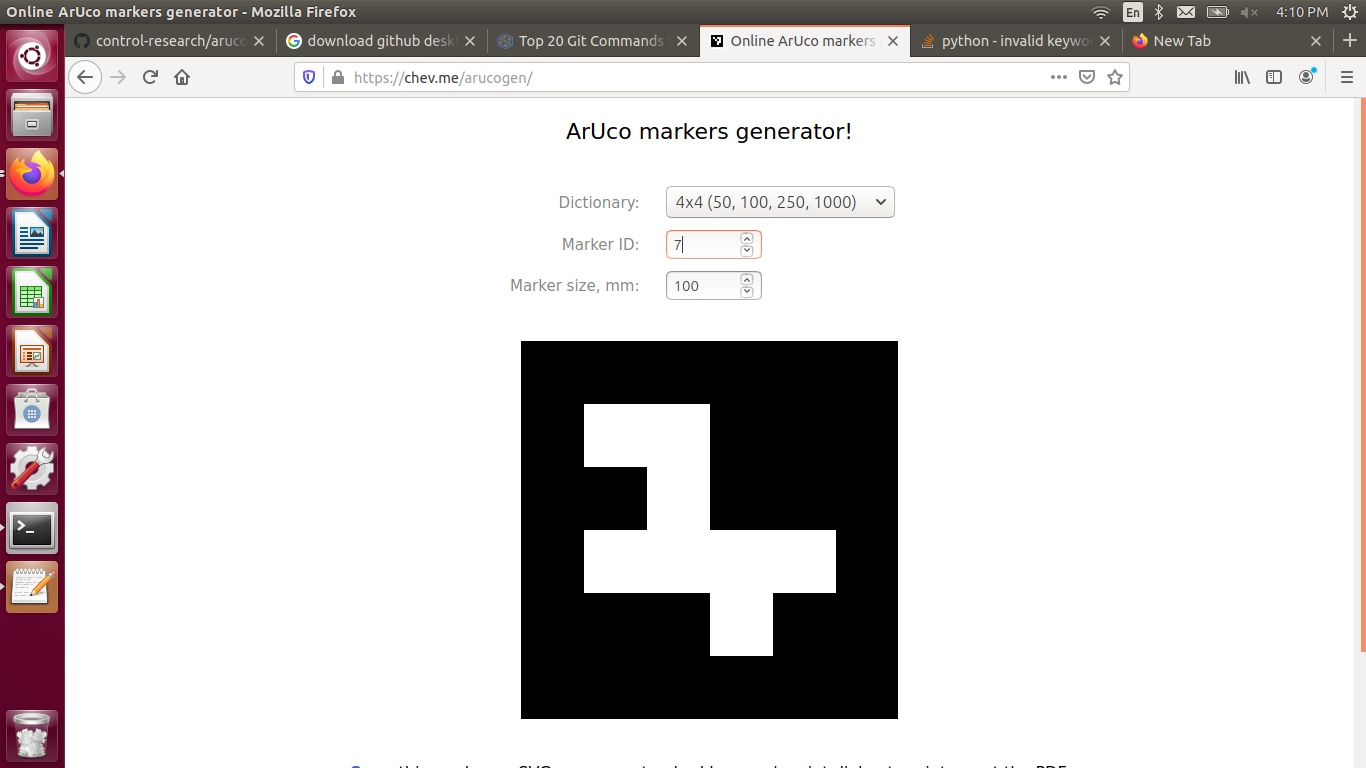 Online ArUco markers generator - Mozilla Firefox
En
4:10 PM
control-research/aruco
download github desk
Top 20 Git Commands
Online ArUco markers
python - invalid keywo
New Tab
https://chev.me/arucogen/
ArUco markers generator!
Dictionary:
4x4 (50, 100, 250, 1000)
Marker ID:
7
Marker size, mm:
100